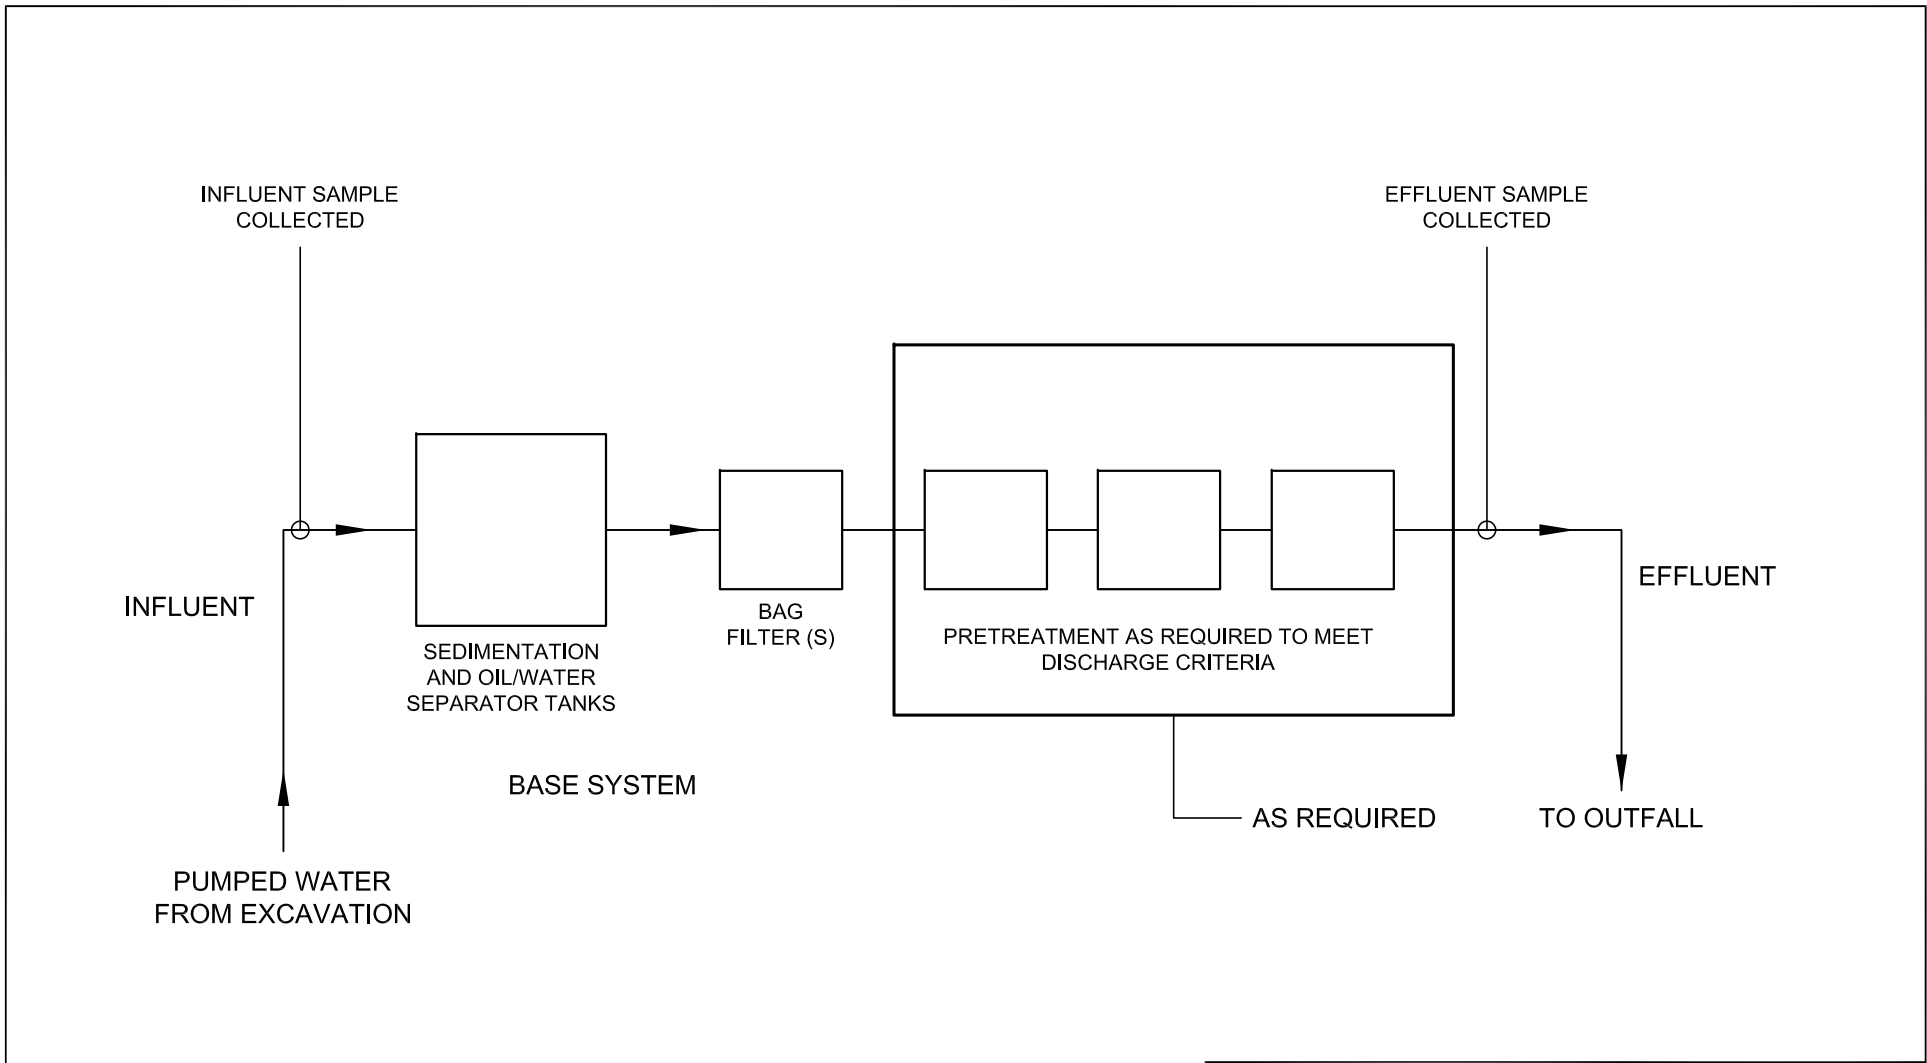 INFLUENT SAMPLE
COLLECTED
EFFLUENT SAMPLE
COLLECTED
INFLUENT
EFFLUENT
SEDIMENTATION
AND OIL/WATER
SEPARATOR TANKS
BAG
FILTER (S)
PRETREATMENT AS REQUIRED TO MEET
DISCHARGE CRITERIA
BASE SYSTEM
AS REQUIRED
TO OUTFALL
PUMPED WATER
FROM EXCAVATION